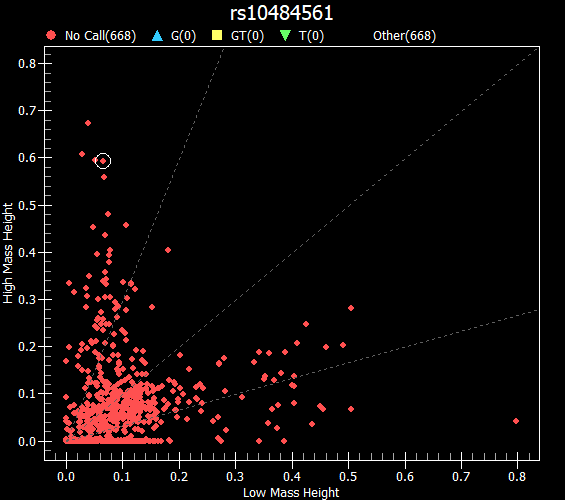 rs10484561
No Call(668) G(0) GT(0) T(0) Other(668)
High Mass Height
0.8
0.7
0.6
0.5
0.4
0.3
0.2
0.1
0.0
0.0 0.1 0.2 0.3 0.4 0.5 0.6 0.7 0.8
Low Mass Height